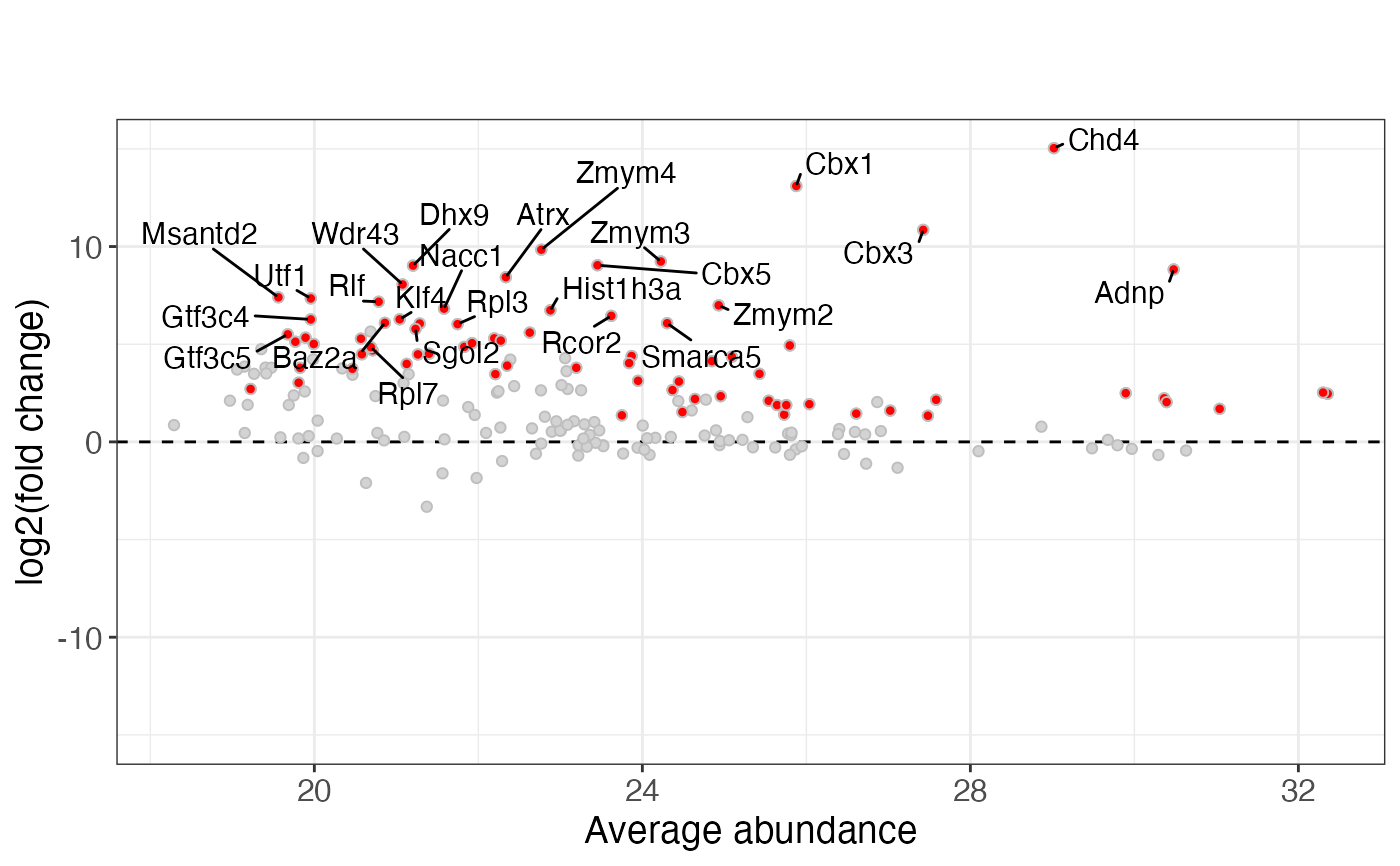 Chd4
Cbx1
Zmym4
Dhx9
Atrx
Msantd2
Wdr43
Zmym3
Nacc1
Cbx3
Utf1
Rlf
Cbx5
Klf4
Rpl3
Hist1h3a
Adnp
Gtf3c4
Zmym2
Rcor2
Gtf3c5
Baz2a
Sgol2
Smarca5
Rpl7
10
0
-10
log2(fold change)
20
24
28
32
Average abundance